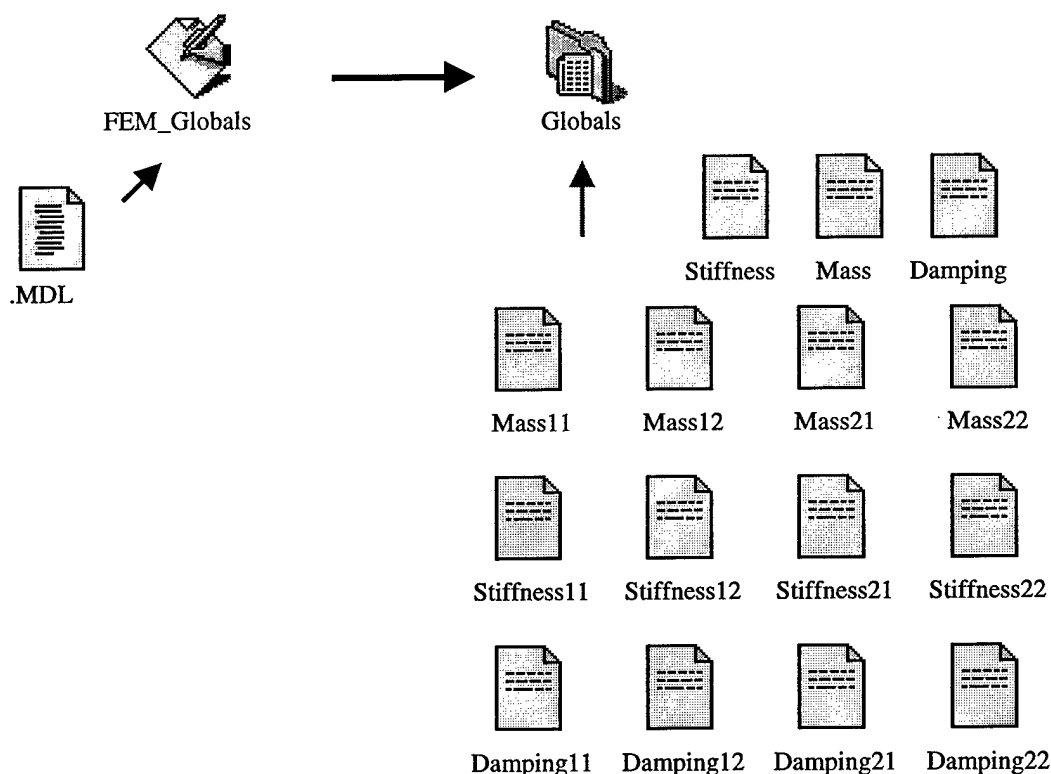 FEM_Globals
Globals
.MDL
Stiffness Mass Damping
Mass11 Mass12 Mass21 Mass22
Stiffness11 Stiffness12 Stiffness21 Stiffness22
Damping11 Damping12 Damping21 Damping22